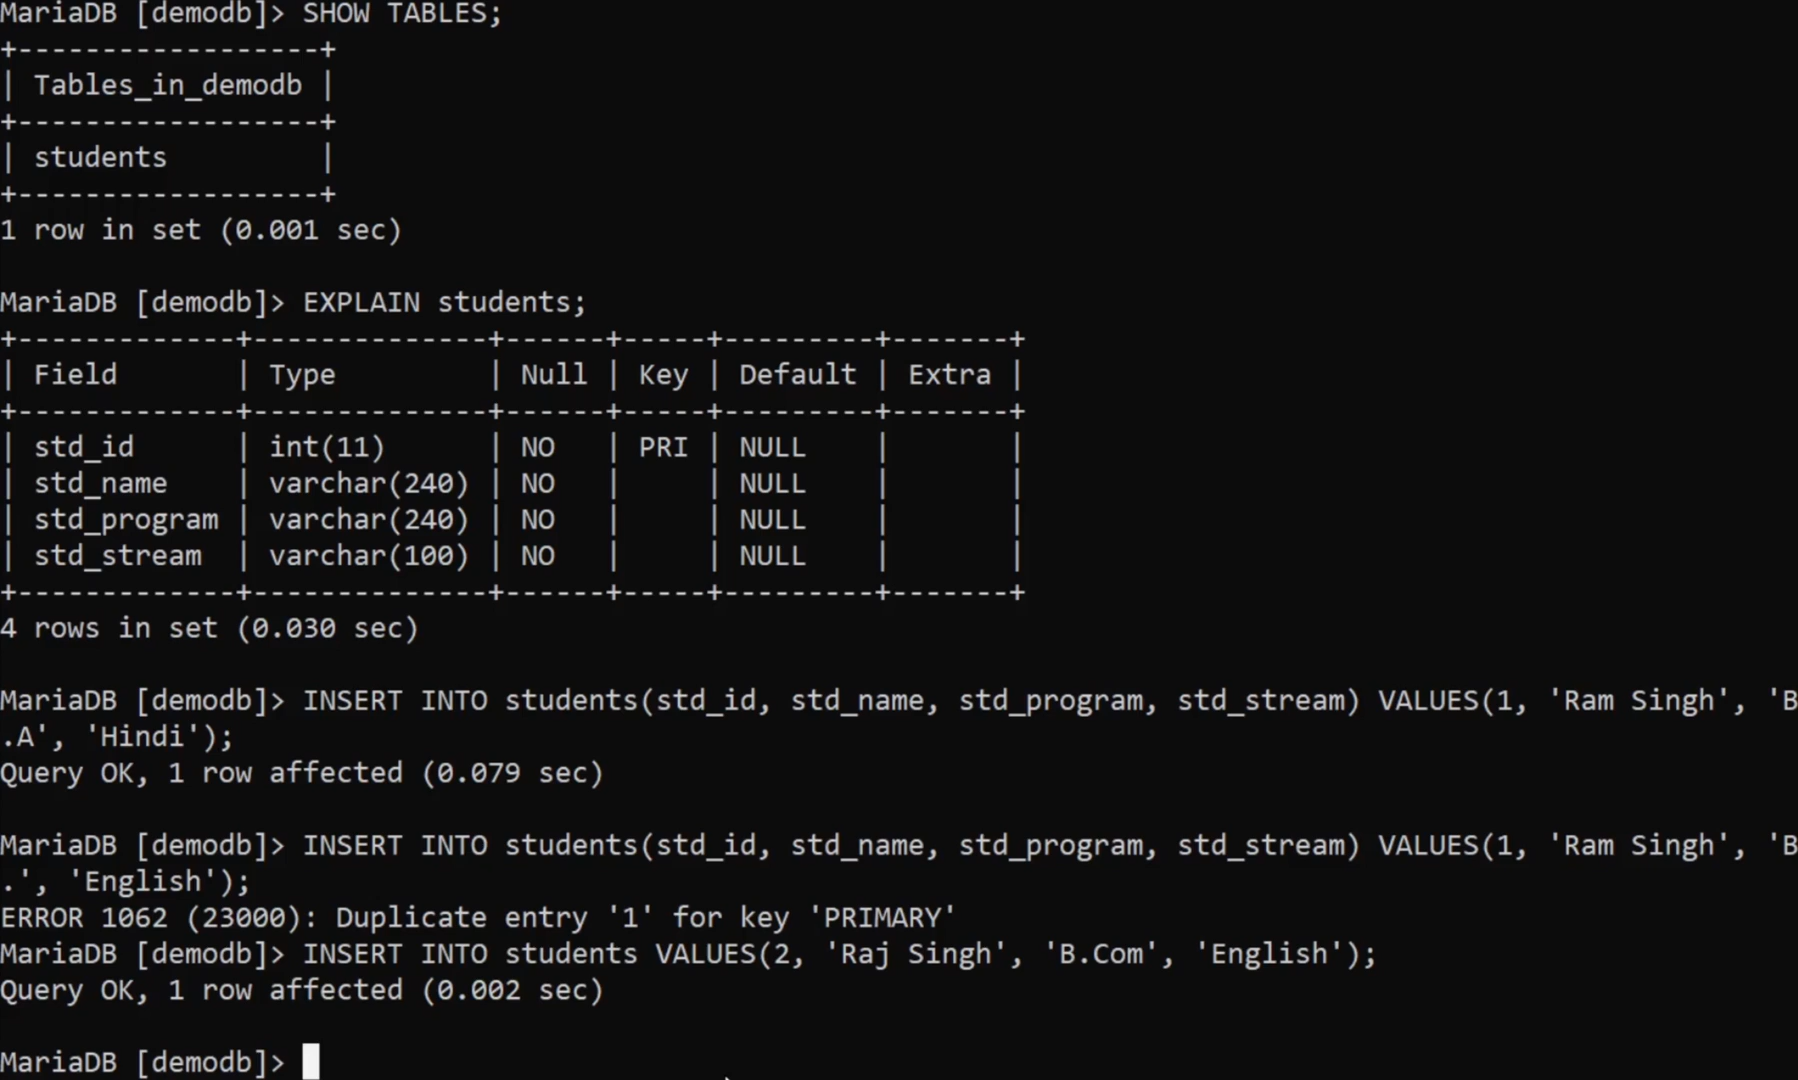 MariaDB [demodb]> SHOW TABLES;
+------------------+
| Tables_in_demodb |
+------------------+
| students         |
+------------------+
1 row in set (0.001 sec)

MariaDB [demodb]> EXPLAIN students;
+-------------+--------------+------+-----+---------+-------+
| Field       | Type         | Null | Key | Default | Extra |
+-------------+--------------+------+-----+---------+-------+
| std_id      | int(11)      | NO   | PRI | NULL    |       |
| std_name    | varchar(240) | NO   |     | NULL    |       |
| std_program | varchar(240) | NO   |     | NULL    |       |
| std_stream  | varchar(100) | NO   |     | NULL    |       |
+-------------+--------------+------+-----+---------+-------+
4 rows in set (0.030 sec)

MariaDB [demodb]> INSERT INTO students(std_id, std_name, std_program, std_stream) VALUES(1, 'Ram Singh', 'B
.A', 'Hindi');
Query OK, 1 row affected (0.079 sec)

MariaDB [demodb]> INSERT INTO students(std_id, std_name, std_program, std_stream) VALUES(1, 'Ram Singh', 'B
.', 'English');
ERROR 1062 (23000): Duplicate entry '1' for key 'PRIMARY'
MariaDB [demodb]> INSERT INTO students VALUES(2, 'Raj Singh', 'B.Com', 'English');
Query OK, 1 row affected (0.002 sec)

MariaDB [demodb]>